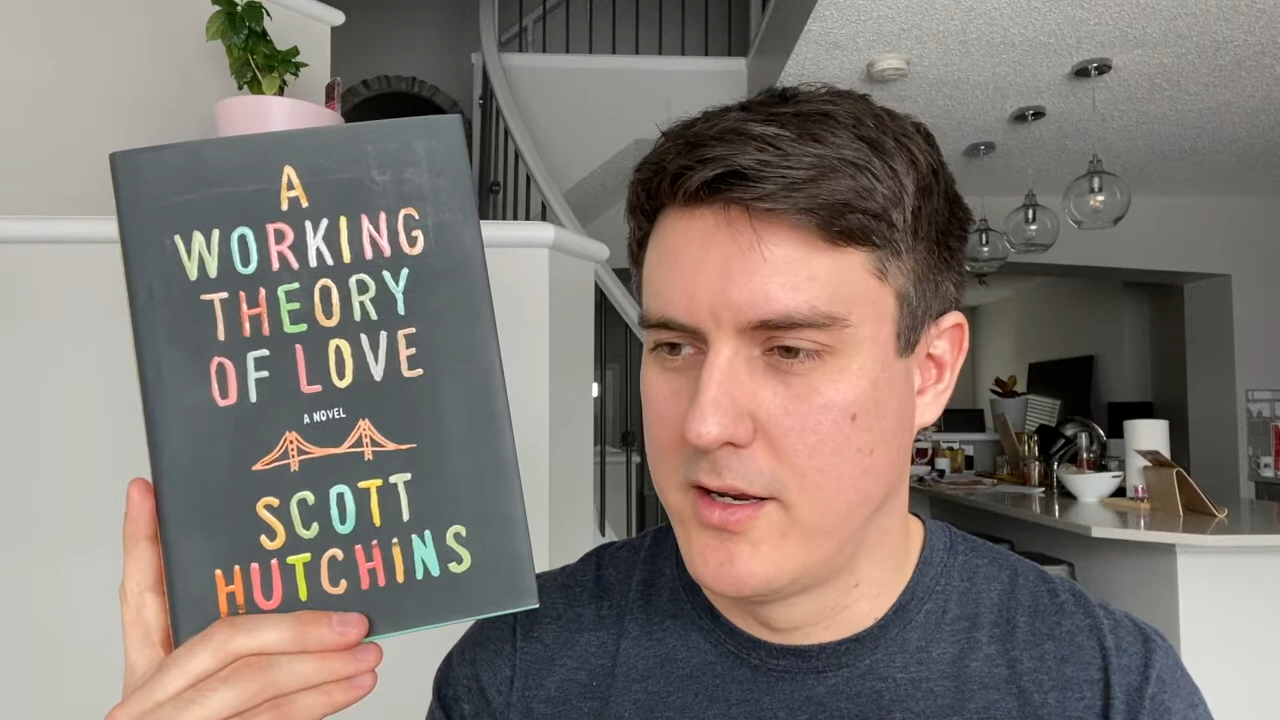 A
WORKING
THEORY
OF LOVE
A NOVEL
SCOTT
HUTCHINS